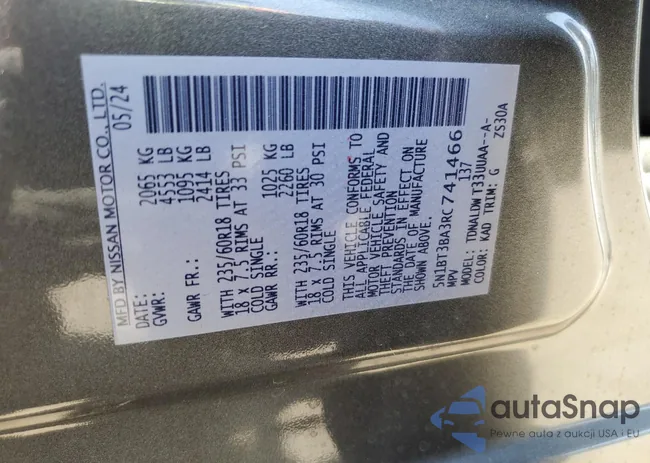 MFD BY NISSAN MOTOR CO., LTD.
DATE: 05/24
GVWR: 2065 KG
4553 LB
GAWR FR.: 1095 KG
2414 LB
WITH 235/60R18 TIRES
18 x 7.5 RIMS AT 33 PSI
COLD SINGLE
GAWR RR.: 1025 KG
2260 LB
WITH 235/60R18 TIRES
18 x 7.5 RIMS AT 30 PSI
COLD SINGLE
THIS VEHICLE CONFORMS TO
ALL APPLICABLE FEDERAL
MOTOR VEHICLE SAFETY AND
THEFT PREVENTION
STANDARDS IN EFFECT ON
THE DATE OF MANUFACTURE
SHOWN ABOVE.
5N1BT3BA3RC741466
MPV 137
MODEL: -A-
COLOR: KAD TRIM: G ZS30A
autaSnap
Pewne auta z aukcji USA i EU